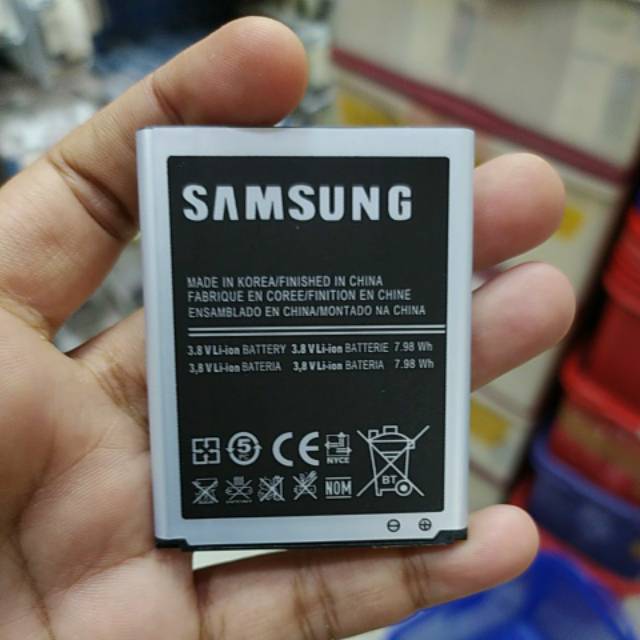 SAMSUNG
MADE IN KOREA/FINISHED IN CHINA
FABRIQUE EN COREE/FINITION EN CHINE
ENSAMBLADO EN CHINA/MONTADO NA CHINA
3.8 V Li-ion BATTERY 3.8 V Li-ion BATTERIE 7.98 Wh
3,8 V Li-ion BATERIA 3,8 V Li-ion BATERIA 7.98 Wh
5 CE NYCE BT
NOM